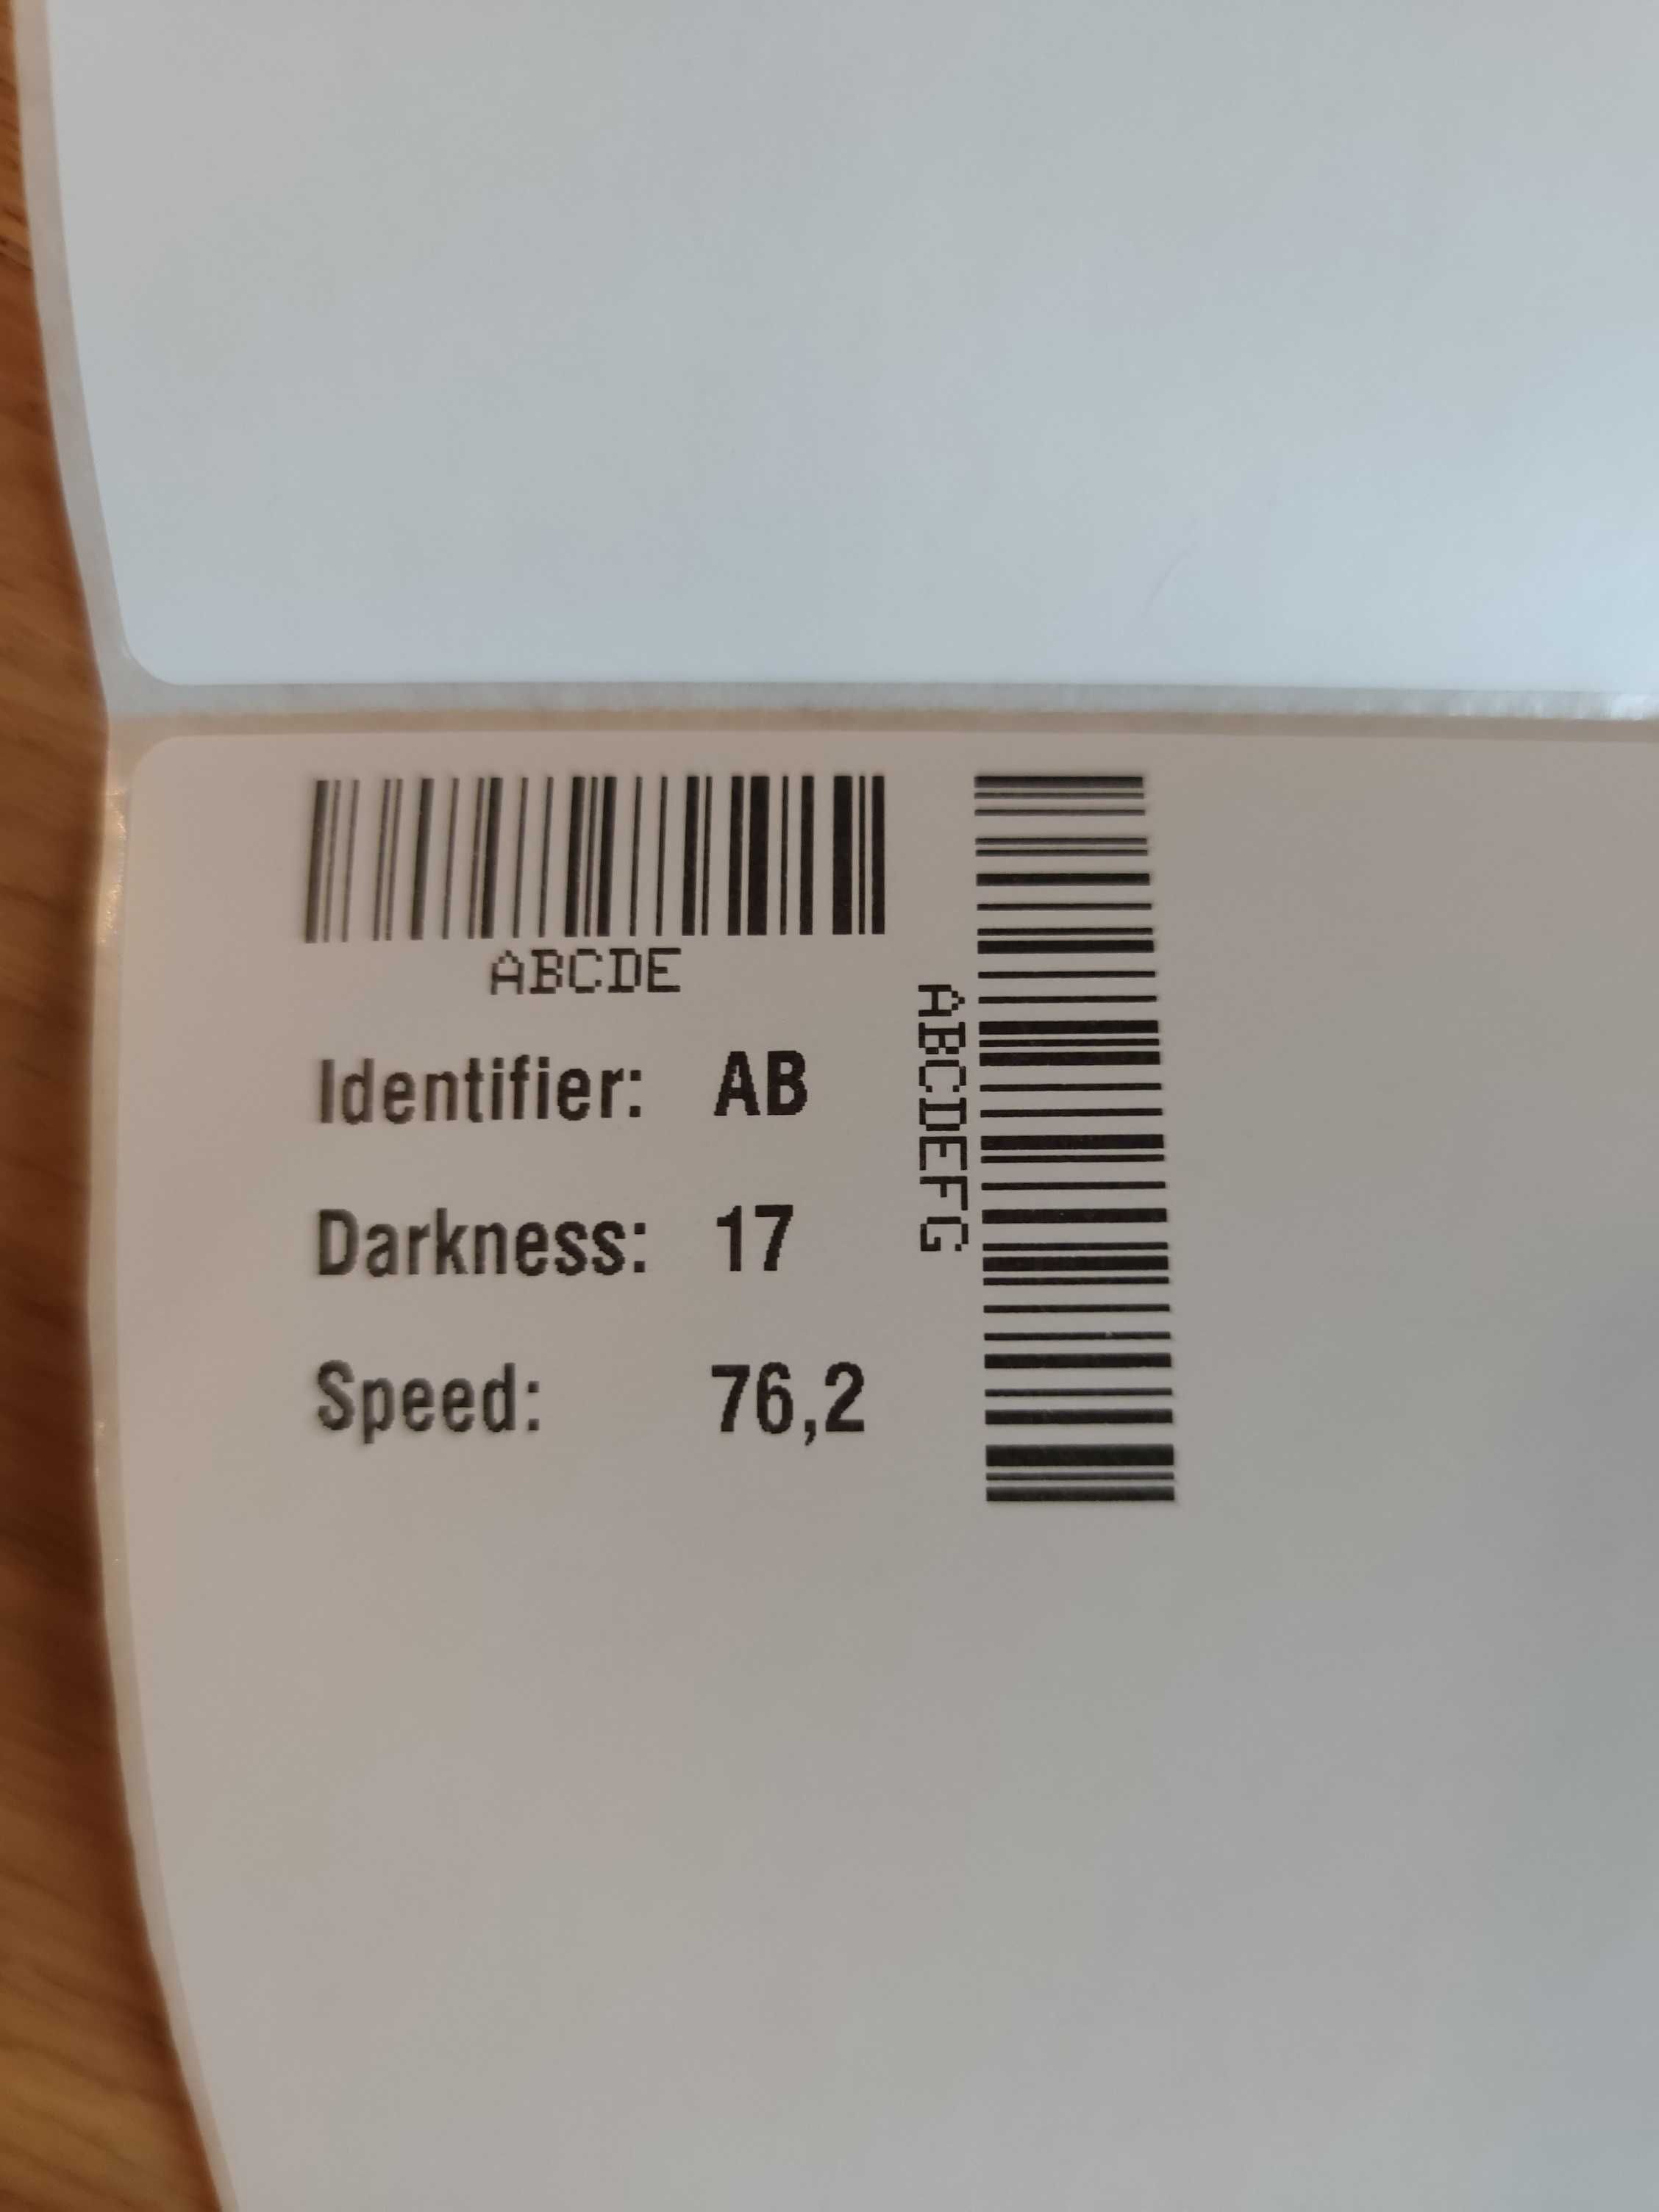 ABCDE
Identifier: AB
Darkness: 17
Speed: 76,2
ABCDEFG